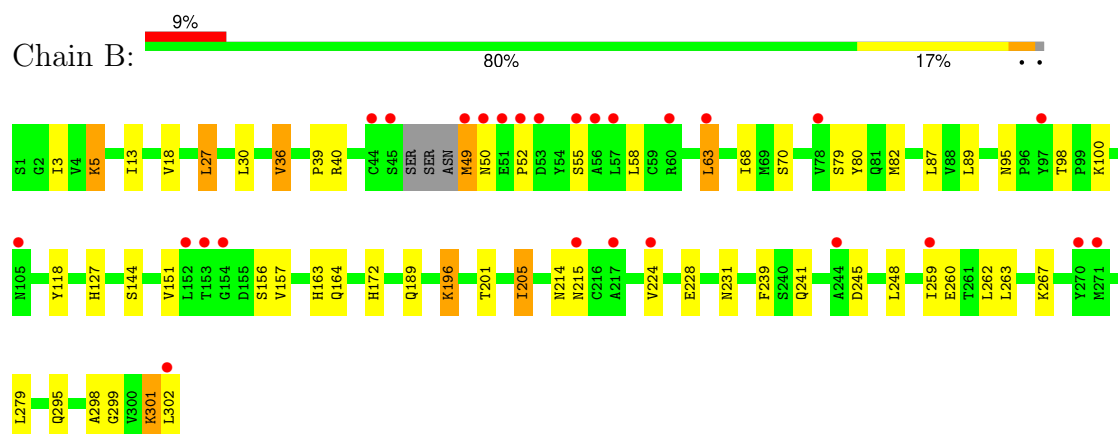 9%
Chain B:
80% 17% • •
S1 G2 I3 V4 K5 I13 V18 L27 L30 V36 P39 R40 C44 S45 SER SER ASN M49 N50 E51 P52 D53 Y54 S55 A56 L57 L58 C59 R60 L63 I68 M69 S70 V78 S79 Y80 Q81 M82 L87 V88 L89 N95 P96 Y97 T98 P99 K100
N105 Y118 H127 S144 V151 L152 T153 G154 D155 S156 V157 H163 Q164 H172 Q189 K196 T201 I205 N214 N215 C216 A217 V224 E228 N231 F239 S240 Q241 A244 D245 L248 I259 E260 T261 L262 L263 K267 Y270 M271
L279 Q295 A298 G299 V300 K301 L302